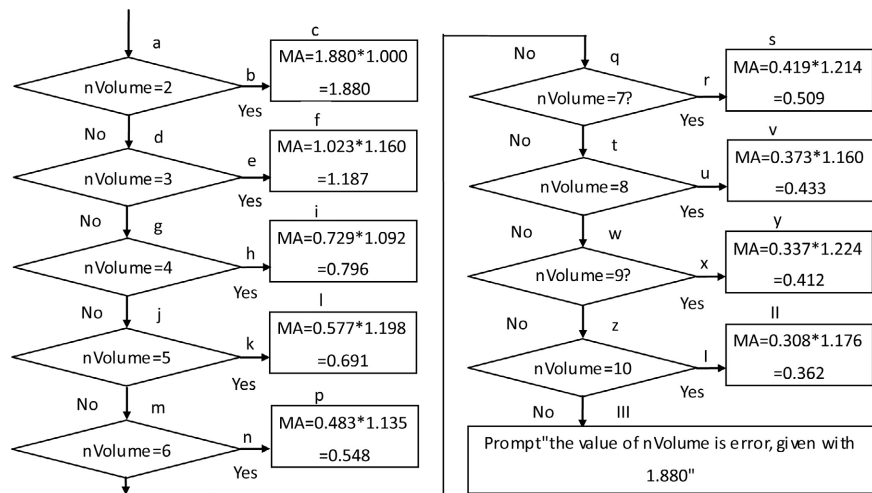 a
c
nVolume=2
b
MA=1.880*1.000
=1.880
Yes
No
d
f
nVolume=3
e
MA=1.023*1.160
=1.187
Yes
No
g
i
nVolume=4
h
MA=0.729*1.092
=0.796
Yes
No
j
l
nVolume=5
k
MA=0.577*1.198
=0.691
Yes
No
m
p
nVolume=6
n
MA=0.483*1.135
=0.548
Yes
No
q
s
nVolume=7?
r
MA=0.419*1.214
=0.509
Yes
No
t
v
nVolume=8
u
MA=0.373*1.160
=0.433
Yes
No
w
y
nVolume=9?
x
MA=0.337*1.224
=0.412
Yes
No
z
II
nVolume=10
I
MA=0.308*1.176
=0.362
Yes
No
III
Prompt"the value of nVolume is error, given with
1.880"